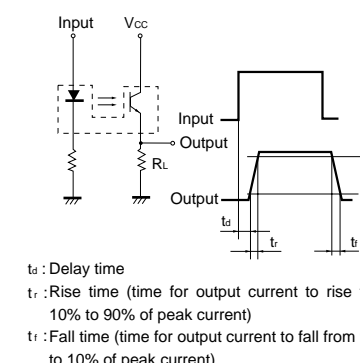 Input
Vcc
Input
Output
RL
Output
td
tr
tf
td : Delay time
tr : Rise time (time for output current to rise
10% to 90% of peak current)
tf : Fall time (time for output current to fall from
to 10% of peak current)